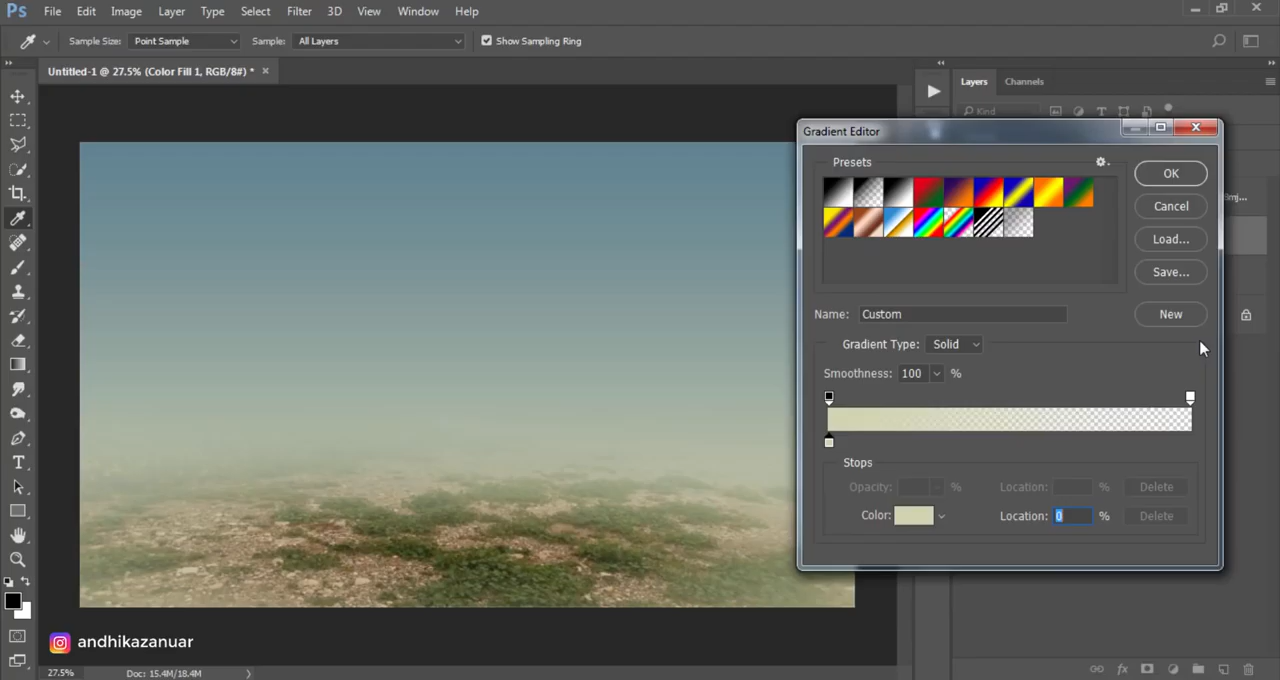 Ps File Edit Image Layer Type Select Filter 3D View Window Help
Sample Size: Point Sample Sample: All Layers Show Sampling Ring
Untitled-1 @ 27.5% (Color Fill 1, RGB/8#) * ×
Layers Channels
Kind
Gradient Editor
Presets
OK
Cancel
Load...
Save...
Name: Custom
New
Gradient Type: Solid
Smoothness: 100 %
Stops
Opacity: % Location: % Delete
Color: Location: 0 % Delete
andhikazanuar
27.5% Doc: 15.4M/18.4M